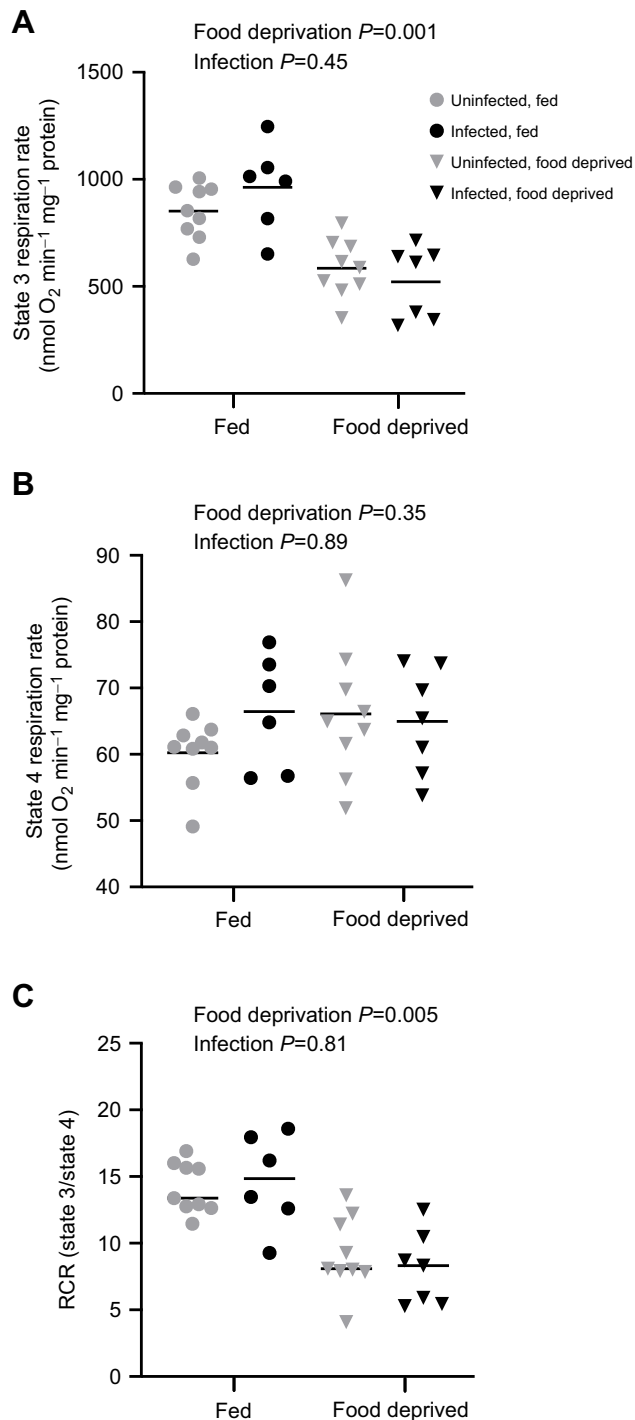 A
Food deprivation P=0.001
Infection P=0.45
1500
1000
500
0
State 3 respiration rate
(nmol O₂ min⁻¹ mg⁻¹ protein)
Uninfected, fed
Infected, fed
Uninfected, food deprived
Infected, food deprived
Fed
Food deprived
B
Food deprivation P=0.35
Infection P=0.89
90
80
70
60
50
40
State 4 respiration rate
(nmol O₂ min⁻¹ mg⁻¹ protein)
Fed
Food deprived
C
Food deprivation P=0.005
Infection P=0.81
25
20
15
10
5
0
RCR (state 3/state 4)
Fed
Food deprived